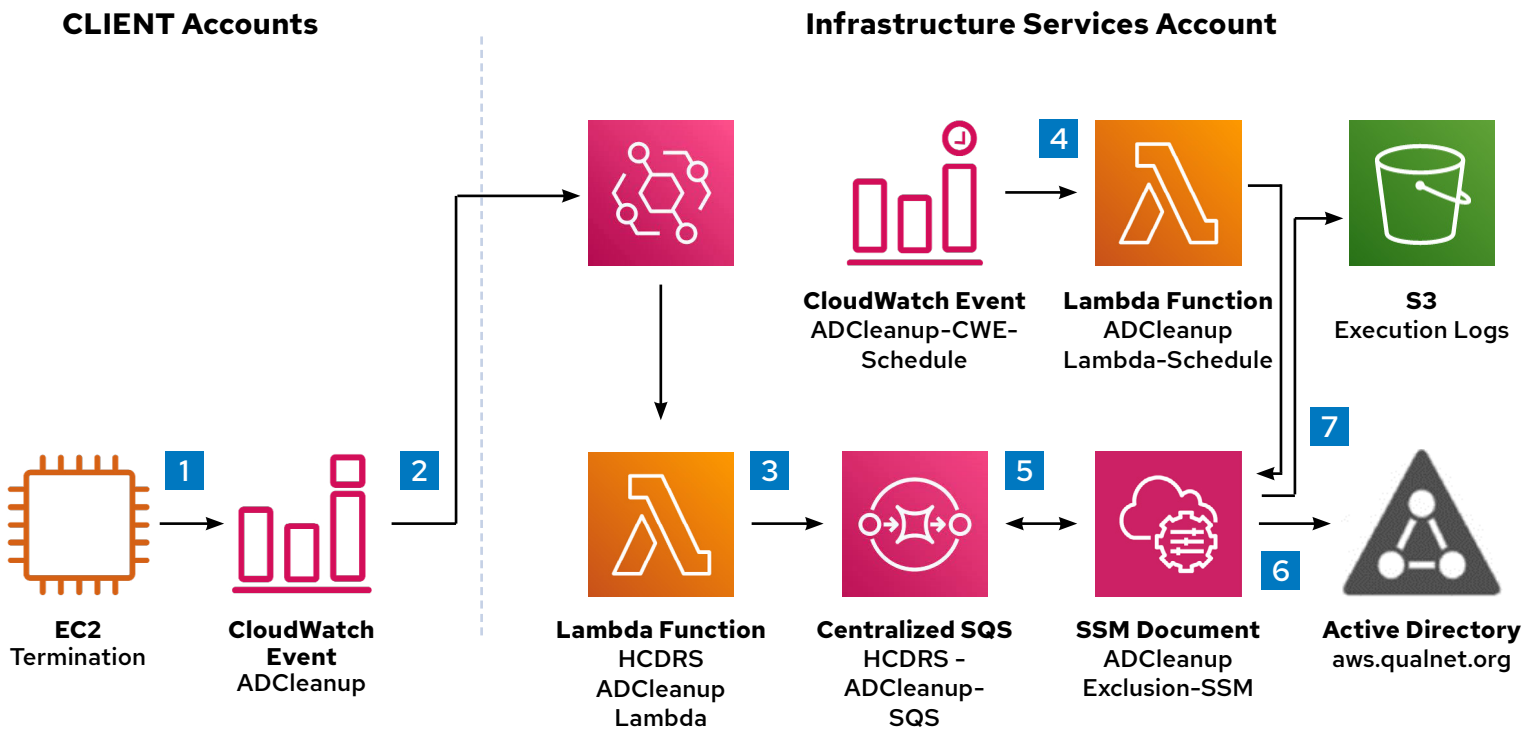 CLIENT Accounts
Infrastructure Services Account
4
CloudWatch Event
ADCleanup-CWE-
Schedule
Lambda Function
ADCleanup
Lambda-Schedule
S3
Execution Logs
1
2
3
5
7
6
EC2
Termination
CloudWatch
Event
ADCleanup
Lambda Function
HCDRS
ADCleanup
Lambda
Centralized SQS
HCDRS -
ADCleanup-
SQS
SSM Document
ADCleanup
Exclusion-SSM
Active Directory
aws.qualnet.org